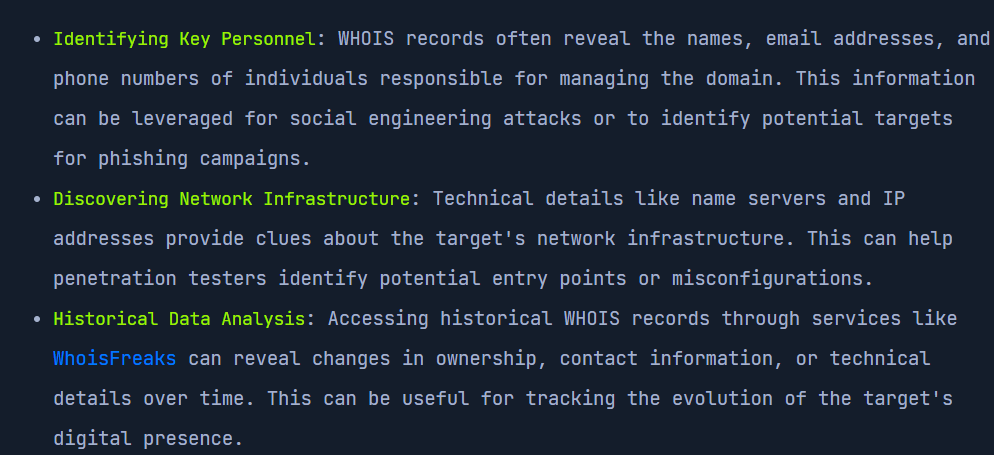 • Identifying Key Personnel: WHOIS records often reveal the names, email addresses, and
phone numbers of individuals responsible for managing the domain. This information
can be leveraged for social engineering attacks or to identify potential targets
for phishing campaigns.
• Discovering Network Infrastructure: Technical details like name servers and IP
addresses provide clues about the target's network infrastructure. This can help
penetration testers identify potential entry points or misconfigurations.
• Historical Data Analysis: Accessing historical WHOIS records through services like
WhoisFreaks can reveal changes in ownership, contact information, or technical
details over time. This can be useful for tracking the evolution of the target's
digital presence.